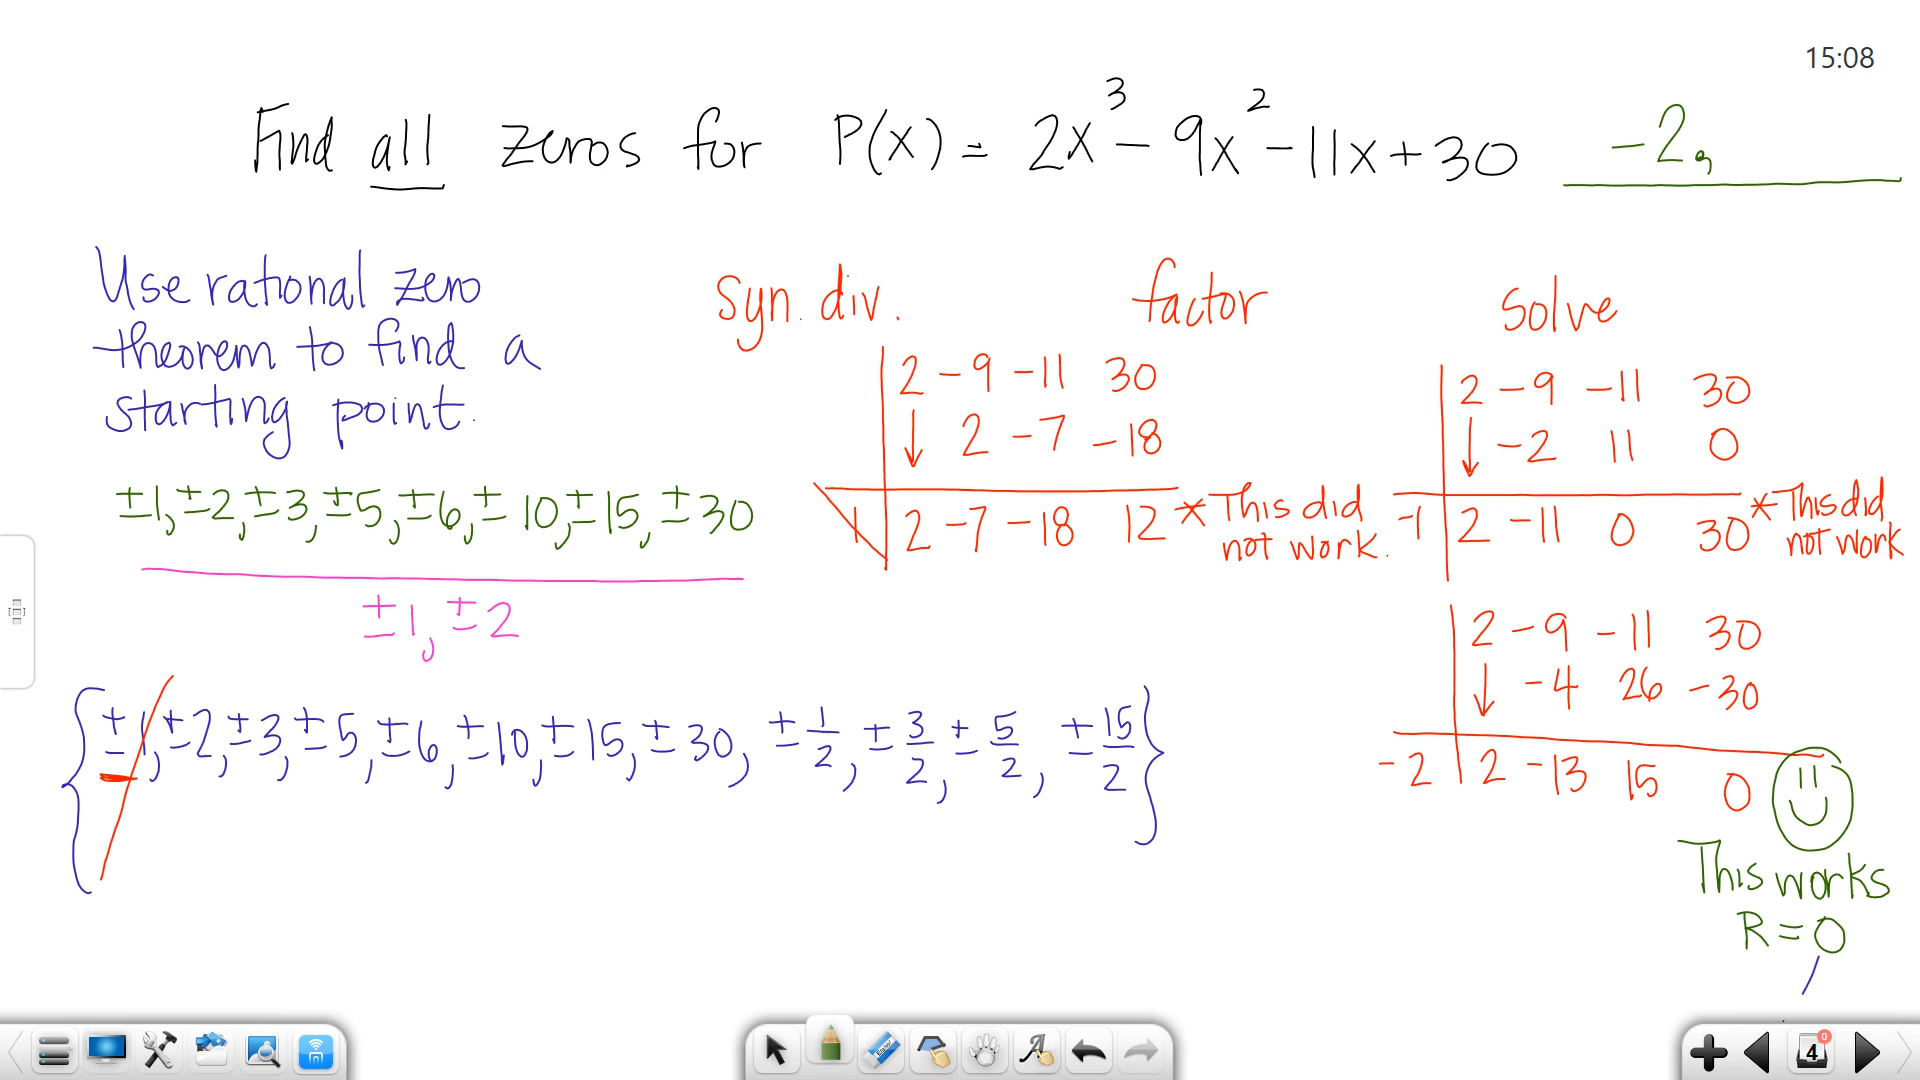 15:08
Find all zeros for P(x) = 2x³ - 9x² - 11x + 30 -2,
Use rational zero
theorem to find a
starting point.
±1, ±2, ±3, ±5, ±6, ±10, ±15, ±30
±1, ±2
{±1, ±2, ±3, ±5, ±6, ±10, ±15, ±30, ±1/2, ±3/2, ±5/2, ±15/2}
Syn. div. factor solve
2 -9 -11 30
↓ 2 -7 -18
1 2 -7 -18 12 * This did
not work.
2 -9 -11 30
↓ -2 11 0
-1 2 -11 0 30 * This did
not work
2 -9 -11 30
↓ -4 26 -30
-2 2 -13 15 0
This works
R = 0
Eraser
A
4
0